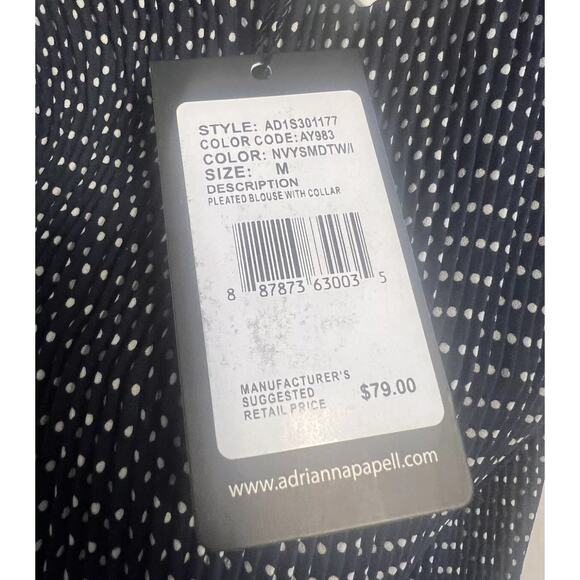 STYLE: AD1S301177
COLOR CODE: AY983
COLOR: NVYSMDTW/I
SIZE: M
DESCRIPTION
PLEATED BLOUSE WITH COLLAR
8 87873 63003 5
MANUFACTURER'S
SUGGESTED
RETAIL PRICE $79.00
www.adriannapapell.com